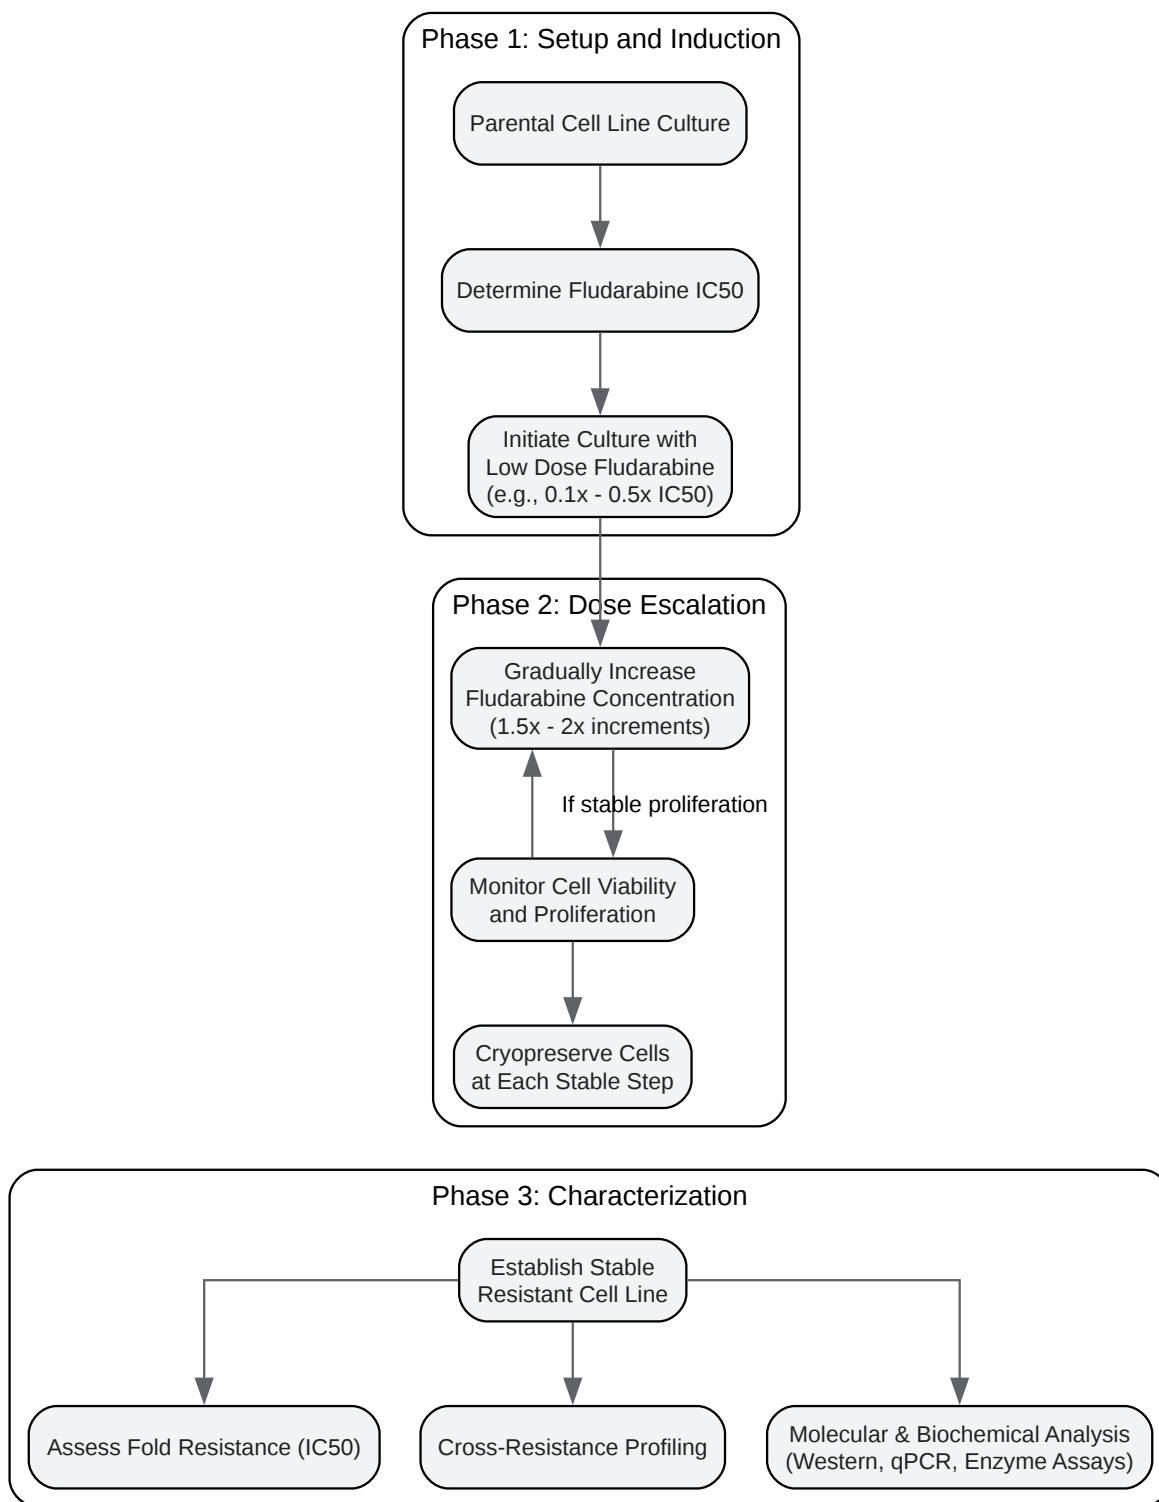 Phase 1: Setup and Induction
Parental Cell Line Culture
Determine Fludarabine IC50
Initiate Culture with
Low Dose Fludarabine
(e.g., 0.1x - 0.5x IC50)
Phase 2: Dose Escalation
Gradually Increase
Fludarabine Concentration
(1.5x - 2x increments)
If stable proliferation
Monitor Cell Viability
and Proliferation
Cryopreserve Cells
at Each Stable Step
Phase 3: Characterization
Establish Stable
Resistant Cell Line
Assess Fold Resistance (IC50)
Cross-Resistance Profiling
Molecular & Biochemical Analysis
(Western, qPCR, Enzyme Assays)